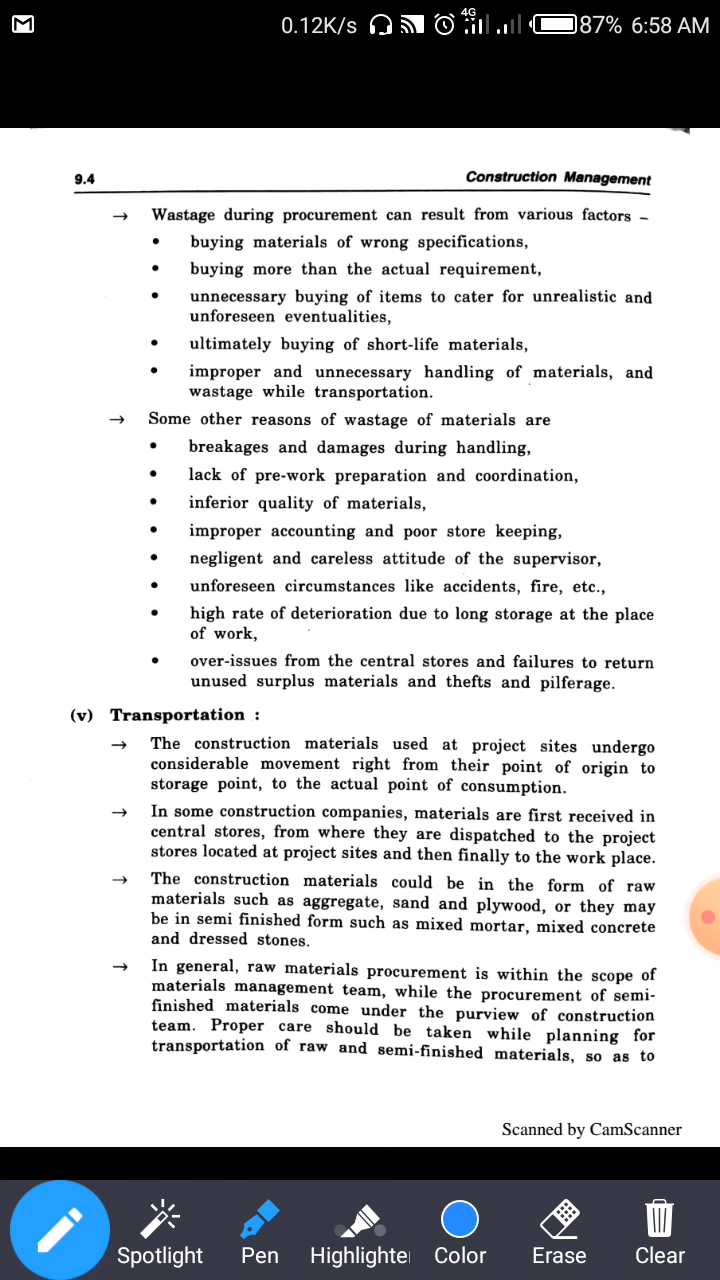 0.12K/s 4G 87% 6:58 AM
9.4 Construction Management
→ Wastage during procurement can result from various factors –
• buying materials of wrong specifications,
• buying more than the actual requirement,
• unnecessary buying of items to cater for unrealistic and
unforeseen eventualities,
• ultimately buying of short-life materials,
• improper and unnecessary handling of materials, and
wastage while transportation.
→ Some other reasons of wastage of materials are
• breakages and damages during handling,
• lack of pre-work preparation and coordination,
• inferior quality of materials,
• improper accounting and poor store keeping,
• negligent and careless attitude of the supervisor,
• unforeseen circumstances like accidents, fire, etc.,
• high rate of deterioration due to long storage at the place
of work,
• over-issues from the central stores and failures to return
unused surplus materials and thefts and pilferage.
(v) Transportation :
→ The construction materials used at project sites undergo
considerable movement right from their point of origin to
storage point, to the actual point of consumption.
→ In some construction companies, materials are first received in
central stores, from where they are dispatched to the project
stores located at project sites and then finally to the work place.
→ The construction materials could be in the form of raw
materials such as aggregate, sand and plywood, or they may
be in semi finished form such as mixed mortar, mixed concrete
and dressed stones.
→ In general, raw materials procurement is within the scope of
materials management team, while the procurement of semi-
finished materials come under the purview of construction
team. Proper care should be taken while planning for
transportation of raw and semi-finished materials, so as to
Scanned by CamScanner
Spotlight Pen Highlighte Color Erase Clear